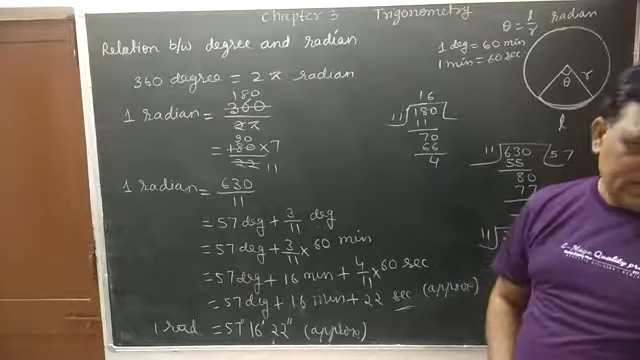 Chapter 3 Trigonometry
Relation b/w degree and radian
360 degree = 2 π radian
180
1 radian = 360
2π
90
= 180 × 7
22 11
1 radian = 630
11
= 57 deg + 3/11 deg
= 57 deg + 3/11 × 60 min
= 57 deg + 16 min + 4/11 × 60 sec
= 57 deg + 16 min + 22 sec (approx)
1 rad = 57° 16' 22" (approx)
θ = l/r radian
1 deg = 60 min
1 min = 60 sec
θ
r
l
16
11 180
11
70
66
4
11 630 57
55
80
77
11